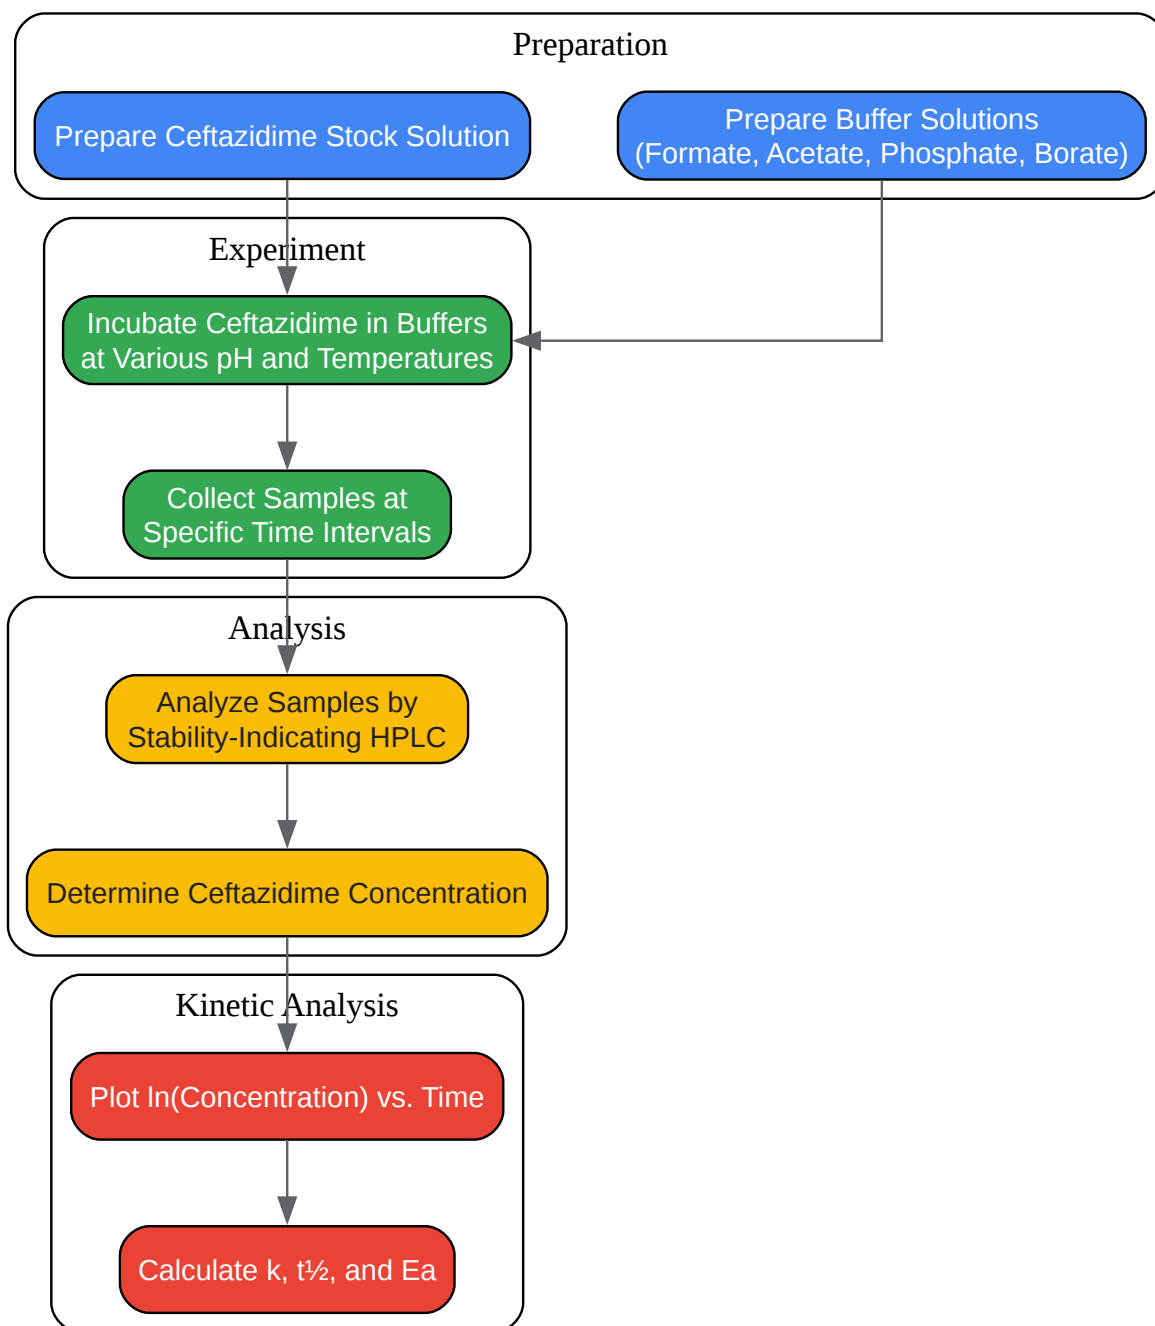 Preparation
Prepare Ceftazidime Stock Solution
Prepare Buffer Solutions
(Formate, Acetate, Phosphate, Borate)
Experiment
Incubate Ceftazidime in Buffers
at Various pH and Temperatures
Collect Samples at
Specific Time Intervals
Analysis
Analyze Samples by
Stability-Indicating HPLC
Determine Ceftazidime Concentration
Kinetic Analysis
Plot ln(Concentration) vs. Time
Calculate k, t½, and Ea